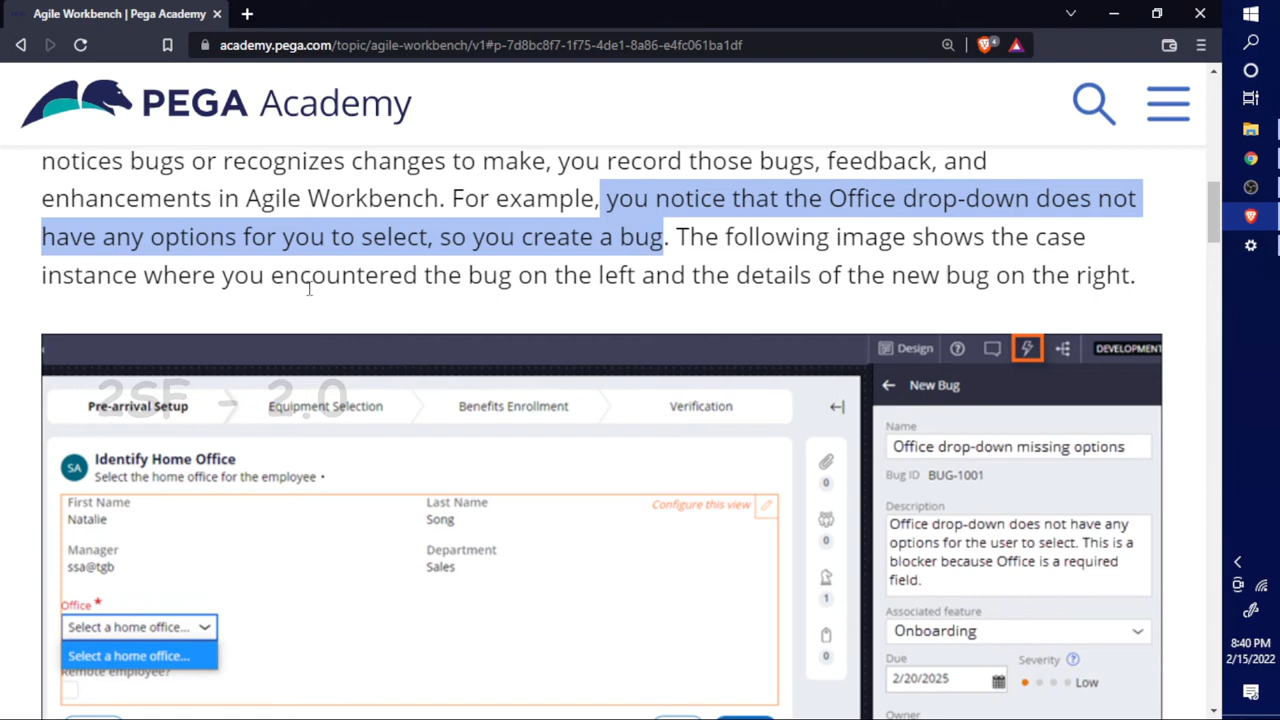 Agile Workbench | Pega Academy
academy.pega.com/topic/agile-workbench/v1#p-7d8bc8f7-1f75-4de1-8a86-e4fc061ba1df
4
PEGA Academy
notices bugs or recognizes changes to make, you record those bugs, feedback, and
enhancements in Agile Workbench. For example, you notice that the Office drop-down does not
have any options for you to select, so you create a bug. The following image shows the case
instance where you encountered the bug on the left and the details of the new bug on the right.
Design
DEVELOPMENT
2SF - 2.0
Pre-arrival Setup
Equipment Selection
Benefits Enrollment
Verification
New Bug
Name
Office drop-down missing options
Bug ID BUG-1001
Description
Office drop-down does not have any
options for the user to select. This is a
blocker because Office is a required
field.
Associated feature
Onboarding
Due
2/20/2025
Severity
Low
Owner
SA
Identify Home Office
Select the home office for the employee •
First Name
Natalie
Last Name
Song
Configure this view
Manager
ssa@tgb
Department
Sales
Office *
Select a home office...
Select a home office...
Remote employee?
0
0
1
0
8:40 PM
2/15/2022